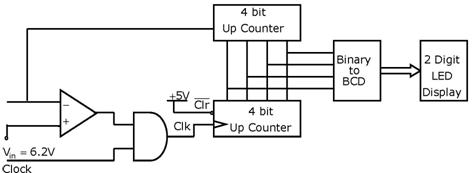 4 bit
Up Counter
Binary
to
BCD
2 Digit
LED
Display
+5V
Clr
4 bit
Up Counter
Clk
−
+
Vin = 6.2V
Clock